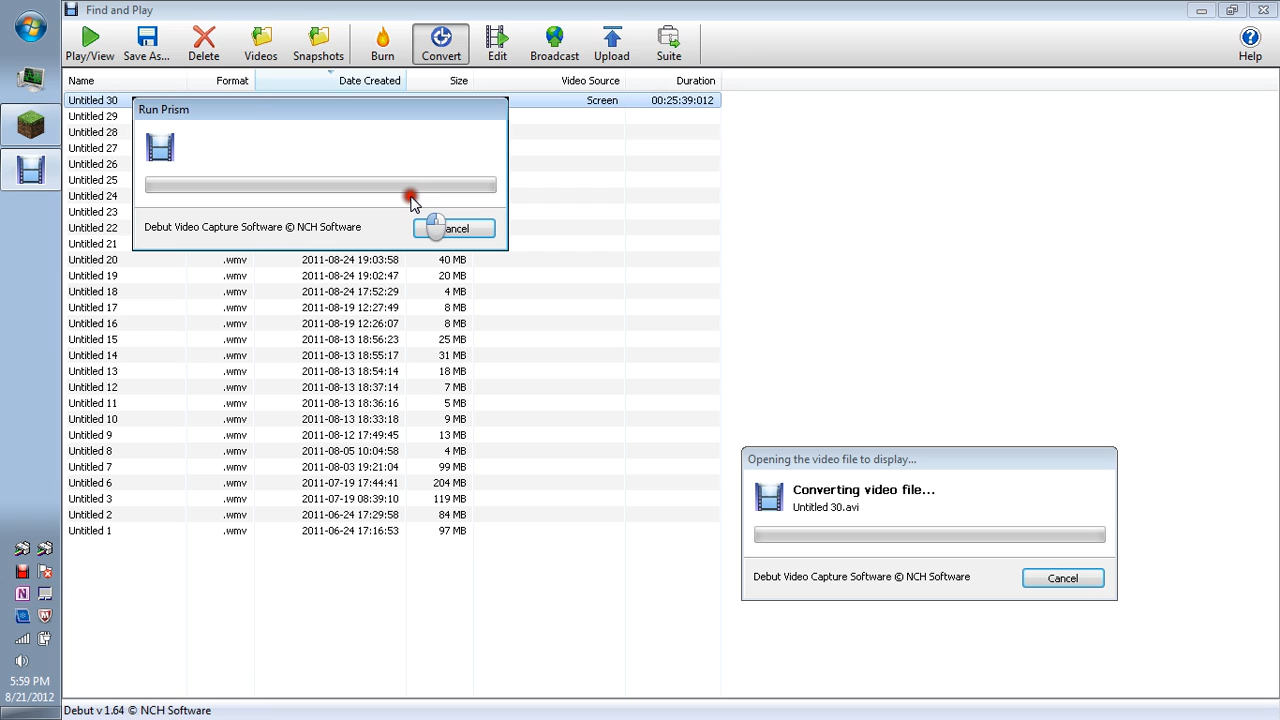 Find and Play
Play/View Save As... Delete Videos Snapshots Burn Convert Edit Broadcast Upload Suite Help
Name Format Date Created Size Video Source Duration
Untitled 30 Screen 00:25:39:012
Run Prism
Untitled 29
Untitled 28
Untitled 27
Untitled 26
Untitled 25
Untitled 24
Untitled 23
Untitled 22
Debut Video Capture Software © NCH Software
Untitled 21
Untitled 20 .wmv 2011-08-24 19:03:58 40 MB
Untitled 19 .wmv 2011-08-24 19:02:47 20 MB
Untitled 18 .wmv 2011-08-24 17:52:29 4 MB
Untitled 17 .wmv 2011-08-19 12:27:49 8 MB
Untitled 16 .wmv 2011-08-19 12:26:07 8 MB
Untitled 15 .wmv 2011-08-13 18:56:23 25 MB
Untitled 14 .wmv 2011-08-13 18:55:17 31 MB
Untitled 13 .wmv 2011-08-13 18:54:14 18 MB
Untitled 12 .wmv 2011-08-13 18:37:14 7 MB
Untitled 11 .wmv 2011-08-13 18:36:16 5 MB
Untitled 10 .wmv 2011-08-13 18:33:18 9 MB
Untitled 9 .wmv 2011-08-12 17:49:45 13 MB
Untitled 8 .wmv 2011-08-05 10:04:58 4 MB
Untitled 7 .wmv 2011-08-03 19:21:04 99 MB
Untitled 6 .wmv 2011-07-19 17:44:41 204 MB
Untitled 3 .wmv 2011-07-19 08:39:10 119 MB
Untitled 2 .wmv 2011-06-24 17:29:58 84 MB
Untitled 1 .wmv 2011-06-24 17:16:53 97 MB
Opening the video file to display...
Converting video file...
Untitled 30.avi
Debut Video Capture Software © NCH Software
Cancel
5:59 PM
8/21/2012
Debut v 1.64 © NCH Software